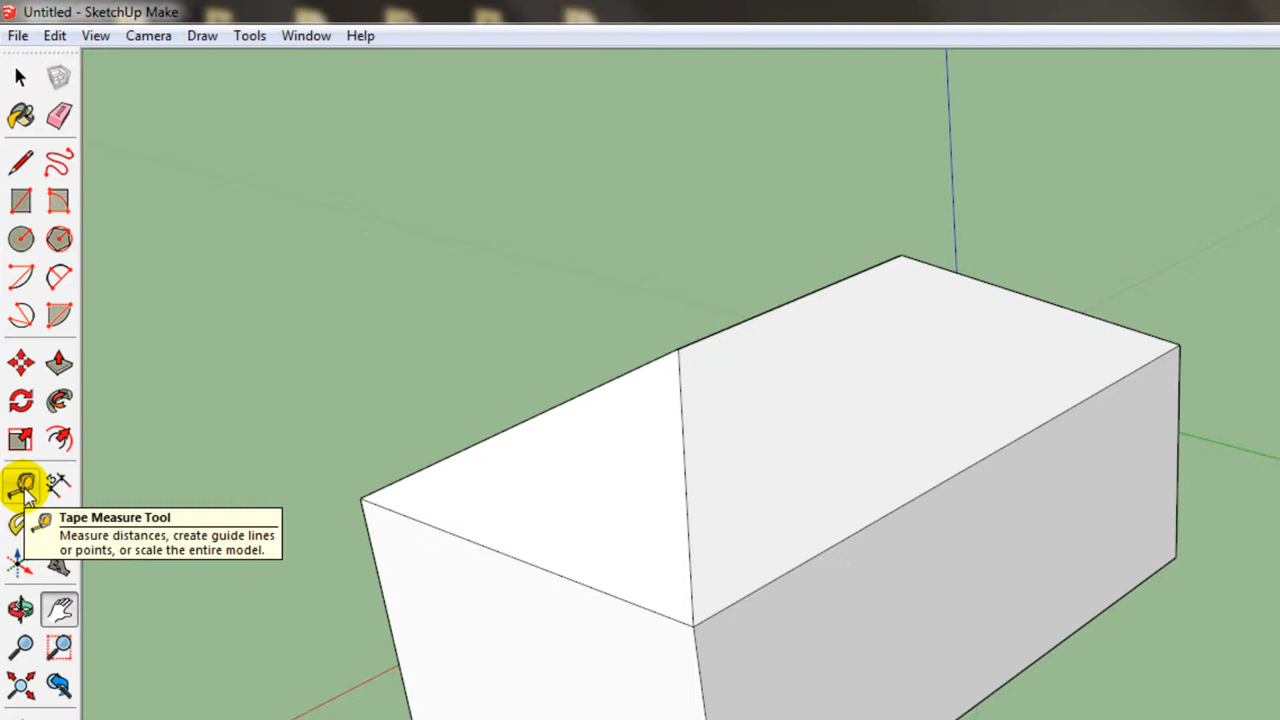 Untitled - SketchUp Make
File Edit View Camera Draw Tools Window Help
Tape Measure Tool
Measure distances, create guide lines
or points, or scale the entire model.